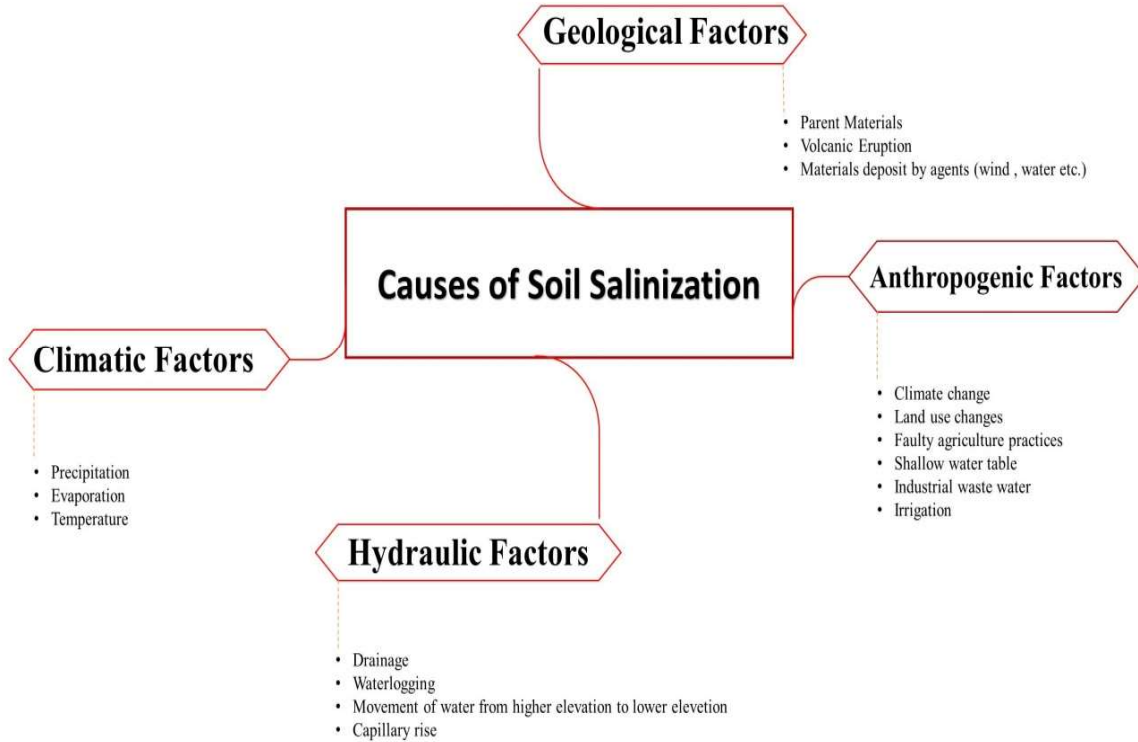 Geological Factors
• Parent Materials
• Volcanic Eruption
• Materials deposit by agents (wind , water etc.)
Causes of Soil Salinization
Anthropogenic Factors
• Climate change
• Land use changes
• Faulty agriculture practices
• Shallow water table
• Industrial waste water
• Irrigation
Climatic Factors
• Precipitation
• Evaporation
• Temperature
Hydraulic Factors
• Drainage
• Waterlogging
• Movement of water from higher elevation to lower elevetion
• Capillary rise